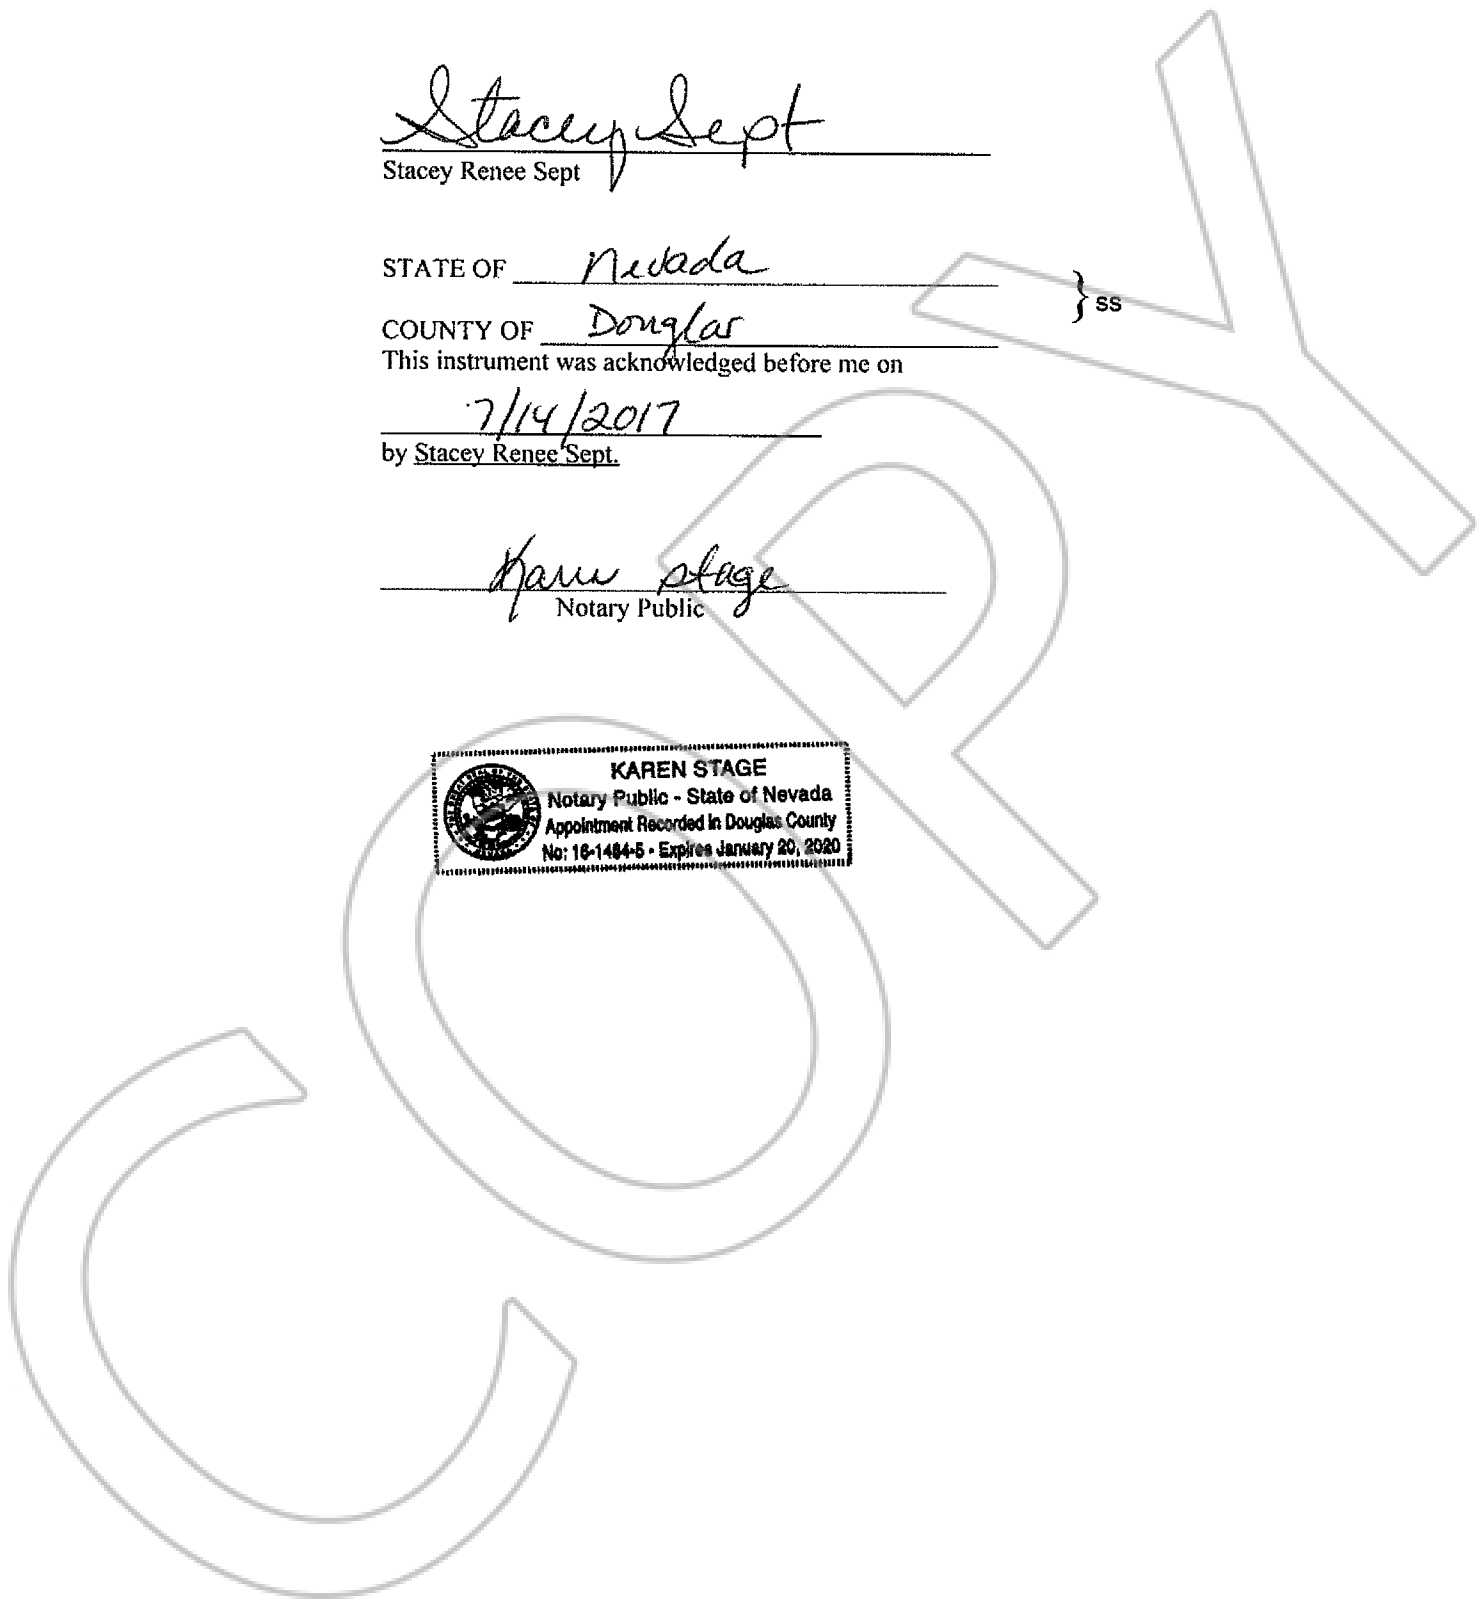 Stacey Sept
Stacey Renee Sept
STATE OF Nevada
} ss
COUNTY OF Douglas
This instrument was acknowledged before me on
7/14/2017
by Stacey Renee Sept.
Karen Stage
Notary Public
KAREN STAGE
Notary Public - State of Nevada
Appointment Recorded in Douglas County
No: 16-1484-5 - Expires January 20, 2020
COPY